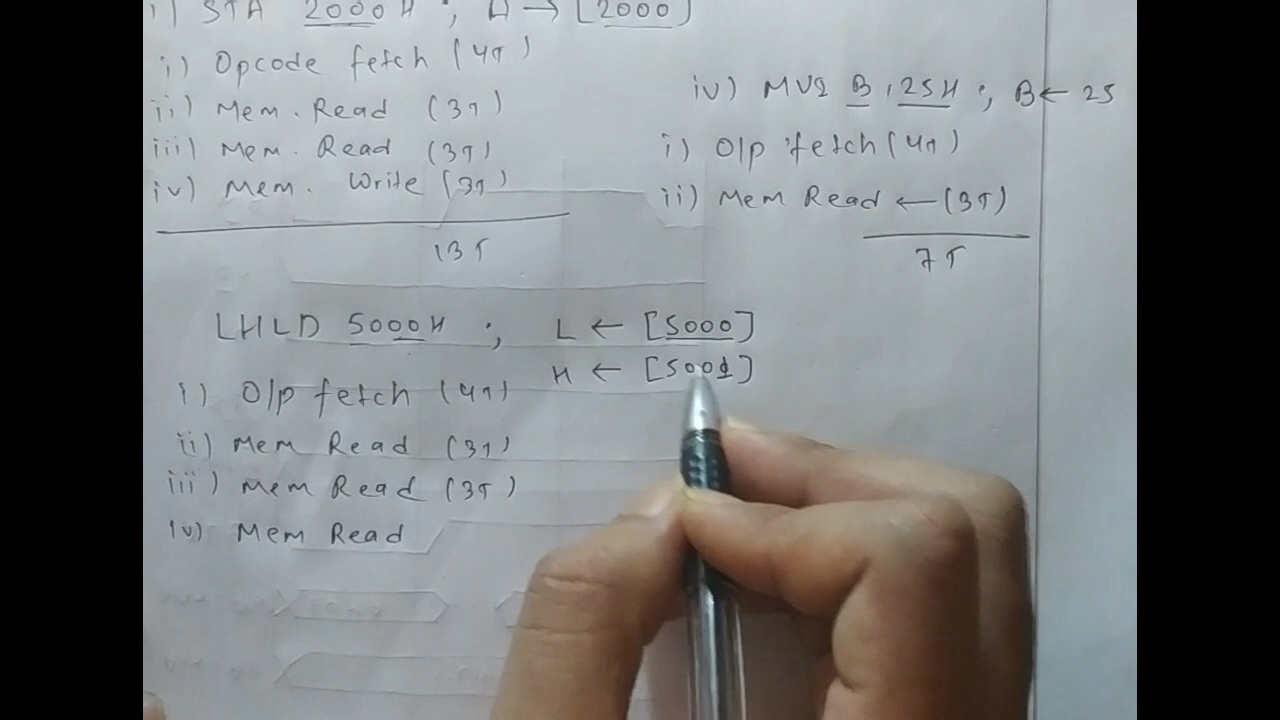 i) STA 2000H ; A → [2000]
i) Opcode fetch (4T)
ii) Mem. Read (3T)
iii) Mem. Read (3T)
iv) Mem. Write (3T)
13T
iv) MVI B, 25H ; B ← 25
i) O/p fetch (4T)
ii) Mem Read ← (3T)
7T
LHLD 5000H ; L ← [5000]
H ← [5001]
i) O/p fetch (4T)
ii) Mem Read (3T)
iii) Mem Read (3T)
iv) Mem Read